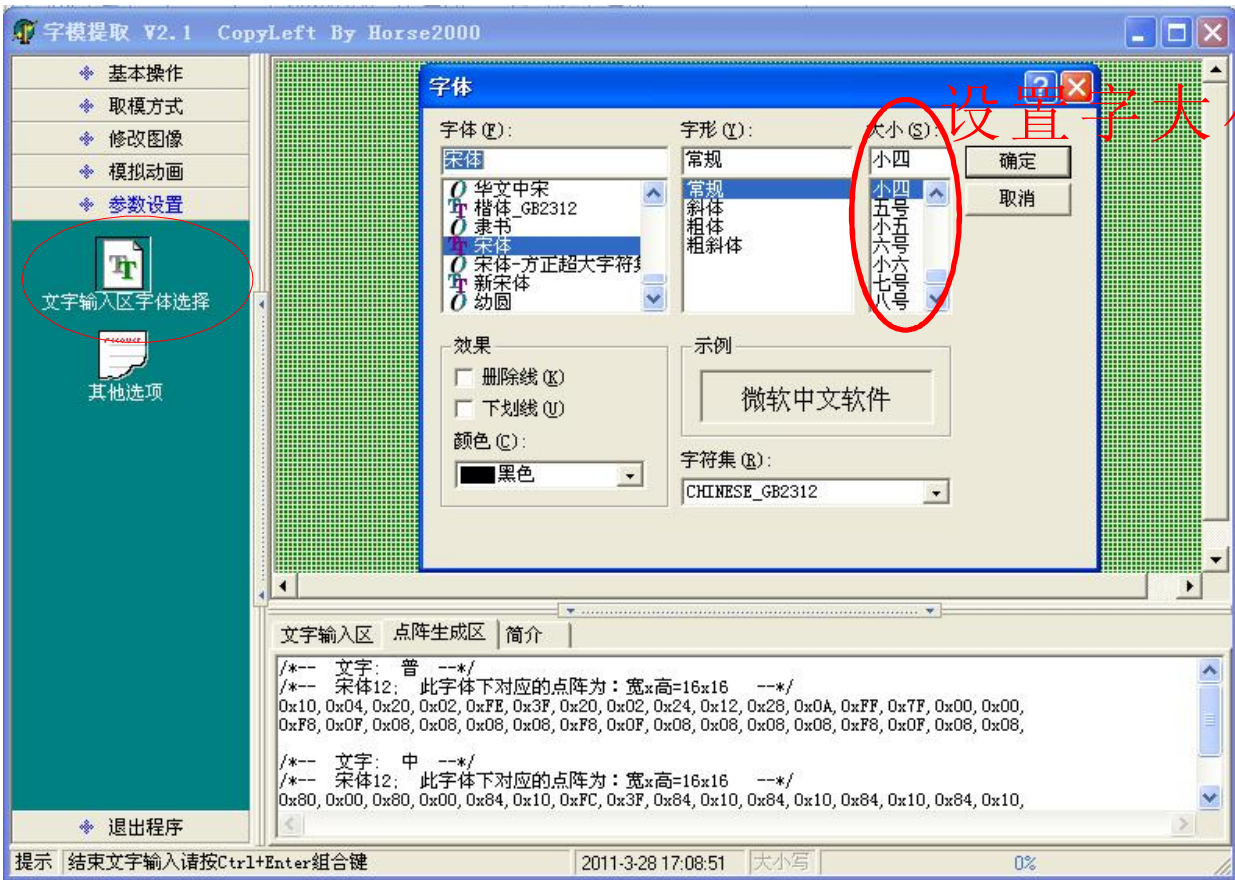 字模提取 V2.1 CopyLeft By Horse2000
基本操作
取模方式
修改图像
模拟动画
参数设置
文字输入区字体选择
其他选项
退出程序
字体
设置字大
字体(F):
宋体
华文中宋
楷体_GB2312
隶书
宋体
宋体-方正超大字符集
新宋体
幼圆
字形(Y):
常规
常规
斜体
粗体
粗斜体
大小(S):
小四
小四
五号
小五
六号
小六
七号
八号
确定
取消
效果
删除线(K)
下划线(U)
颜色(C):
黑色
示例
微软中文软件
字符集(R):
CHINESE_GB2312
文字输入区 点阵生成区 简介
/*-- 文字: 普 --*/
/*-- 宋体12; 此字体下对应的点阵为：宽x高=16x16 --*/
0x10,0x04,0x20,0x02,0xFE,0x3F,0x20,0x02,0x24,0x12,0x28,0x0A,0xFF,0x7F,0x00,0x00,
0xF8,0x0F,0x08,0x08,0x08,0x08,0xF8,0x0F,0x08,0x08,0x08,0x08,0xF8,0x0F,0x08,0x08,
/*-- 文字: 中 --*/
/*-- 宋体12; 此字体下对应的点阵为：宽x高=16x16 --*/
0x80,0x00,0x80,0x00,0x84,0x10,0xFC,0x3F,0x84,0x10,0x84,0x10,0x84,0x10,0x84,0x10,
提示 结束文字输入请按Ctrl+Enter组合键 2011-3-28 17:08:51 大小写 0%